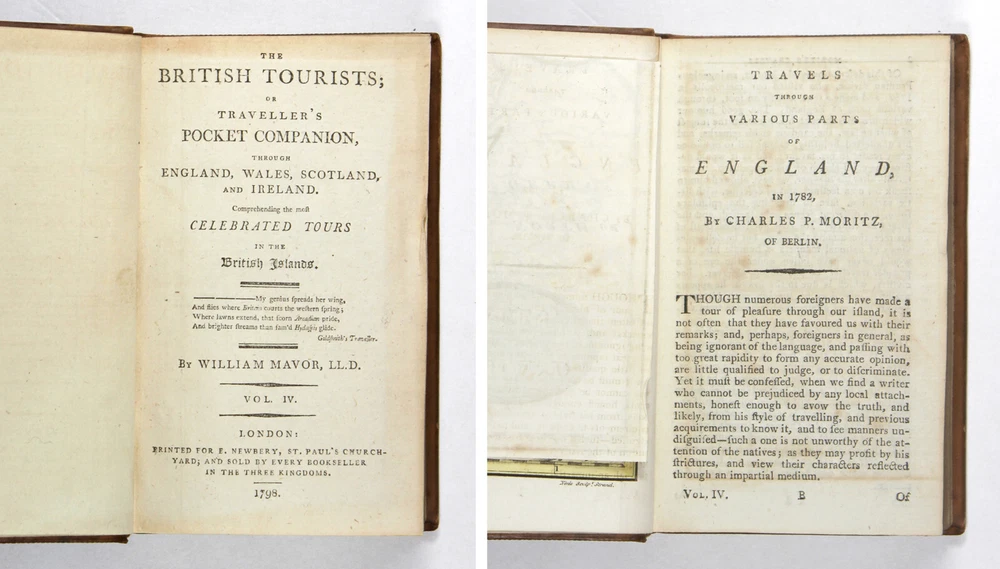 THE
BRITISH TOURISTS;
OR
TRAVELLER'S
POCKET COMPANION,
THROUGH
ENGLAND, WALES, SCOTLAND,
AND IRELAND.
Comprehending the moſt
CELEBRATED TOURS
IN THE
British Islands.
My genius ſpreads her wing,
And flies where Britain courts the weſtern ſpring;
Where lawns extend, that ſcorn Arcadian pride,
And brighter ſtreams than fam'd Hydaſpis glide.
Goldſmith's Traveller.
BY WILLIAM MAVOR, LL.D.
VOL. IV.
LONDON:
PRINTED FOR E. NEWBERY, ST. PAUL'S CHURCH-
YARD; AND SOLD BY EVERY BOOKSELLER
IN THE THREE KINGDOMS.
1798.
TRAVELS
THROUGH
VARIOUS PARTS
OF
ENGLAND,
IN 1782,
BY CHARLES P. MORITZ,
OF BERLIN.
THOUGH numerous foreigners have made a
tour of pleaſure through our iſland, it is
not often that they have favoured us with their
remarks; and, perhaps, foreigners in general, as
being ignorant of the language, and paſſing with
too great rapidity to form any accurate opinion,
are little qualified to judge, or to diſcriminate.
Yet it muſt be confeſſed, when we find a writer
who cannot be prejudiced by any local attach-
ments, honeſt enough to avow the truth, and
likely, from his ſtyle of travelling, and previous
acquirements to know it, and to ſee manners un-
diſguiſed—ſuch a one is not unworthy of the at-
tention of the natives; as they may profit by his
ſtrictures, and view their characters reflected
through an impartial medium.
VOL. IV. B Of
Sculpt. Strand.